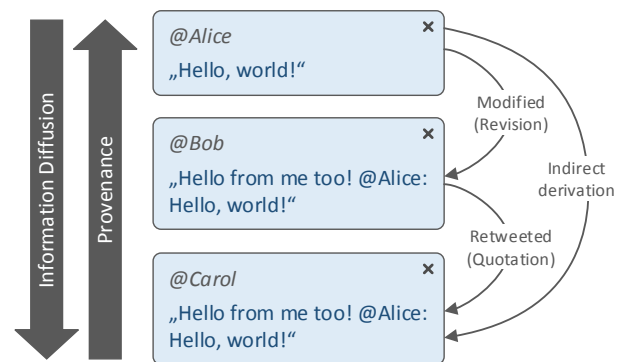 Information Diffusion
Provenance
@Alice
×
„Hello, world!“
Modified
(Revision)
@Bob
×
„Hello from me too! @Alice:
Hello, world!“
Indirect
derivation
Retweeted
(Quotation)
@Carol
×
„Hello from me too! @Alice:
Hello, world!“